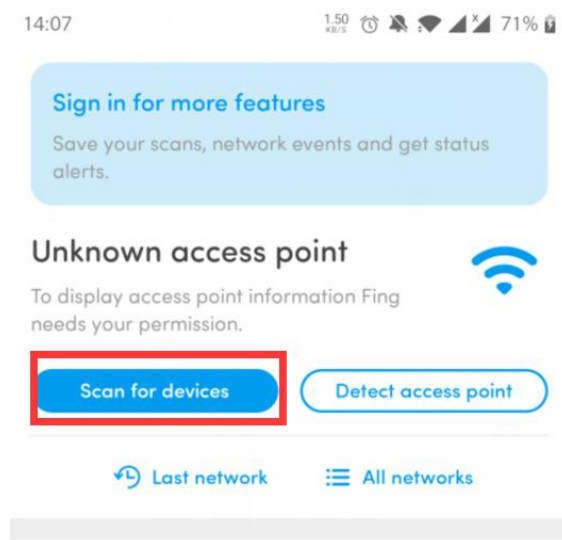 14:07 1.50 KB/S 71%
Sign in for more features
Save your scans, network events and get status
alerts.
Unknown access point
To display access point information Fing
needs your permission.
Scan for devices Detect access point
Last network All networks